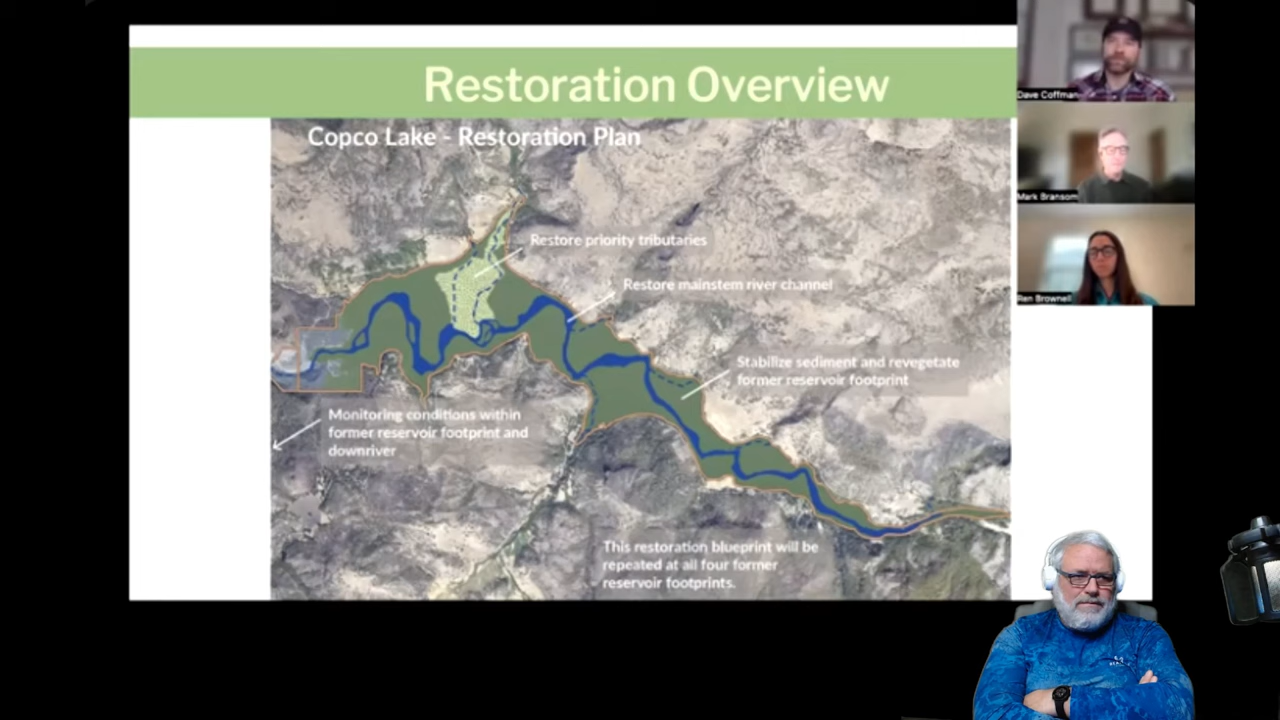 Restoration Overview
Copco Lake - Restoration Plan
Restore priority tributaries
Restore mainstem river channel
Stabilize sediment and revegetate
former reservoir footprint
Monitoring conditions within
former reservoir footprint and
downriver
This restoration blueprint will be
repeated at all four former
reservoir footprints.
Dave Coffman
Mark Bransom
Ren Brownell